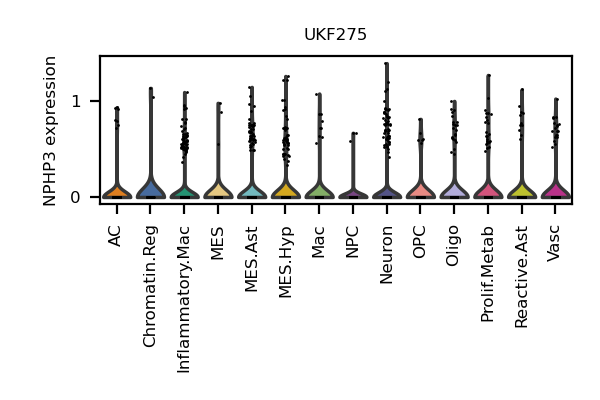 UKF275
NPHP3 expression
1
0
AC
Chromatin.Reg
Inflammatory.Mac
MES
MES.Ast
MES.Hyp
Mac
NPC
Neuron
OPC
Oligo
Prolif.Metab
Reactive.Ast
Vasc